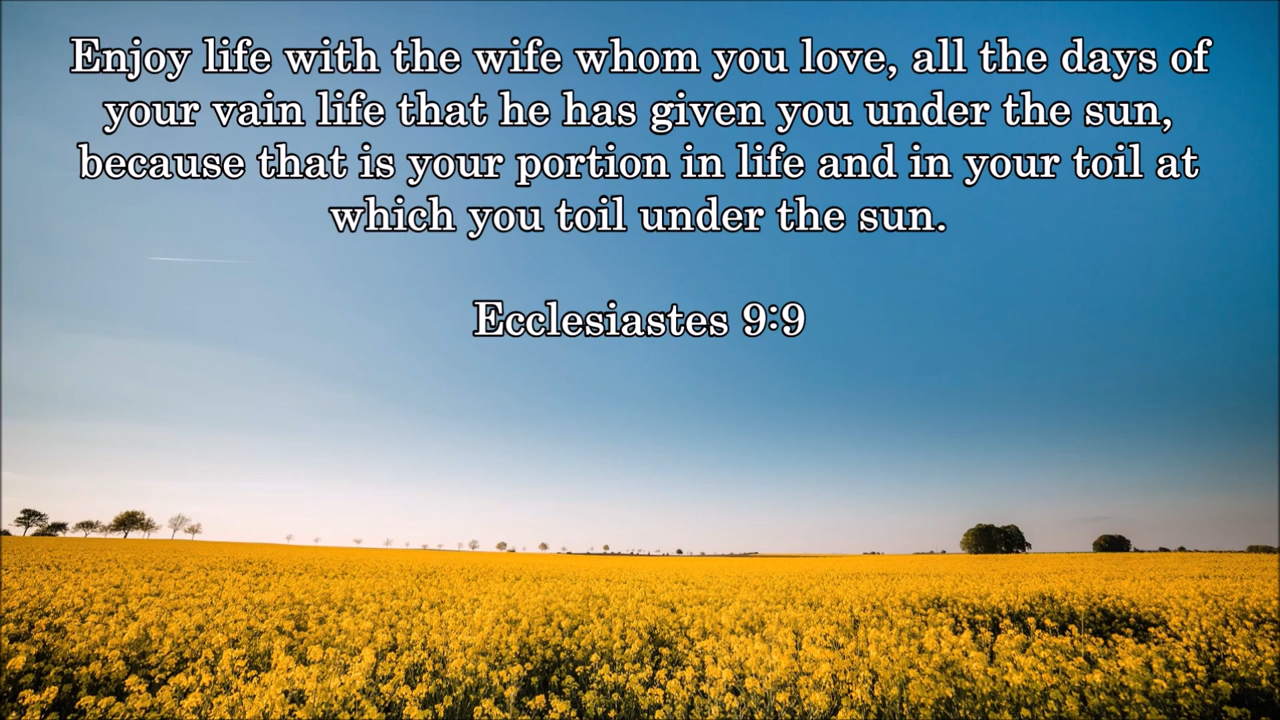 Enjoy life with the wife whom you love, all the days of
your vain life that he has given you under the sun,
because that is your portion in life and in your toil at
which you toil under the sun.
Ecclesiastes 9:9